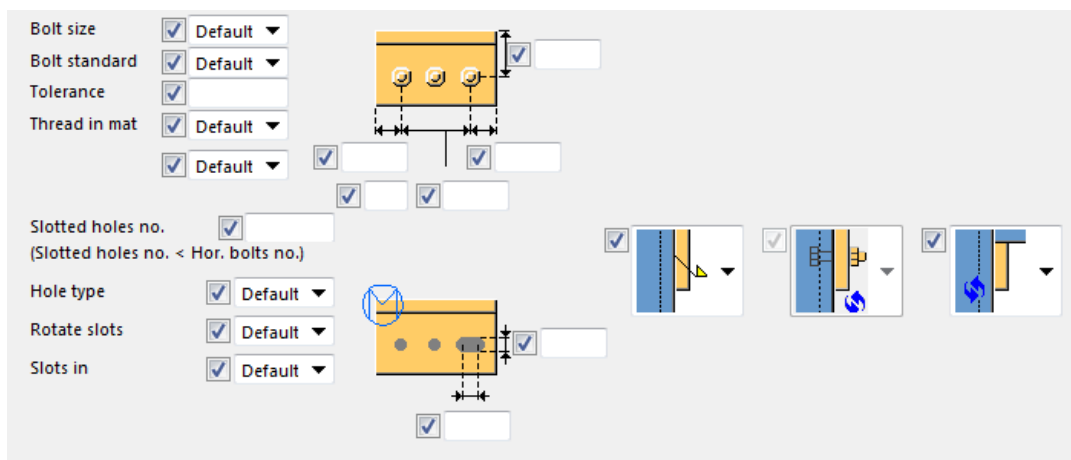 Bolt size Default
Bolt standard Default
Tolerance
Thread in mat Default
Default
Slotted holes no.
(Slotted holes no. < Hor. bolts no.)
Hole type Default
Rotate slots Default
Slots in Default